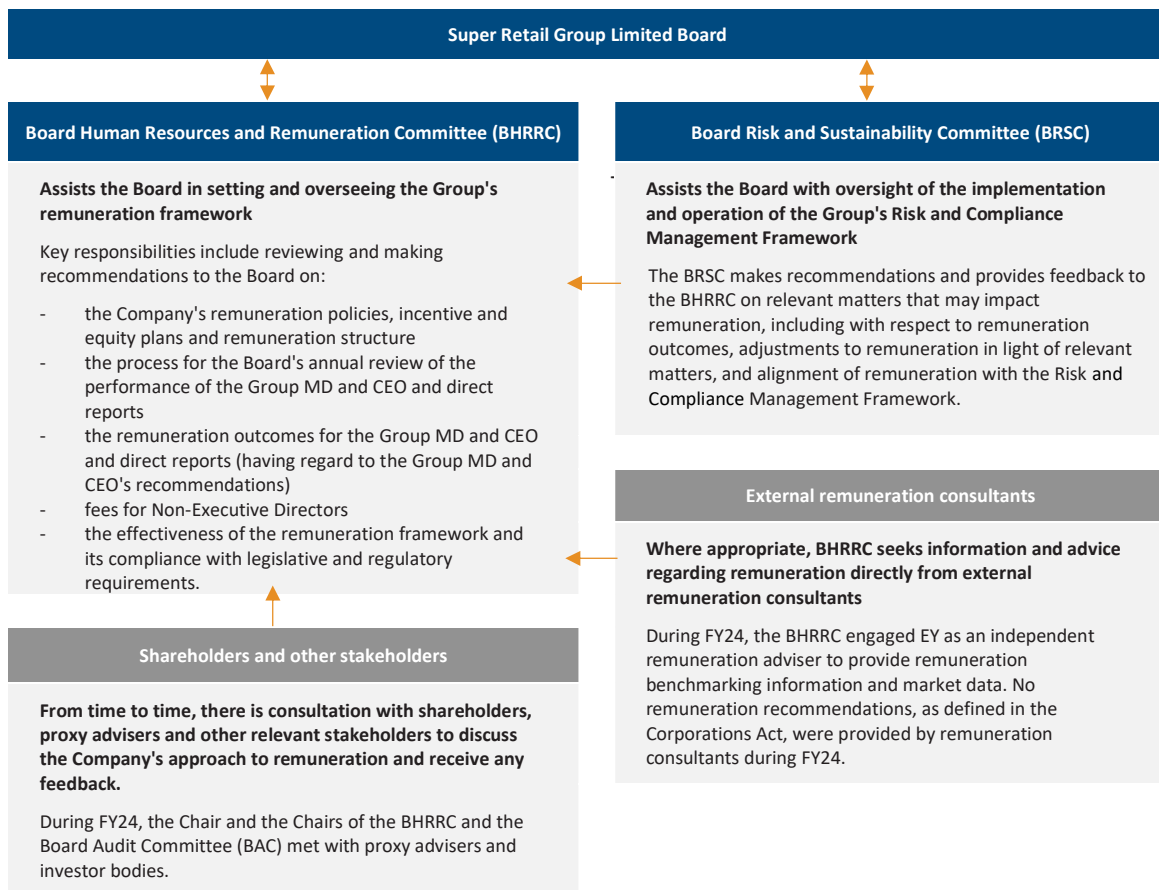 Super Retail Group Limited Board
Board Human Resources and Remuneration Committee (BHRRC)
Assists the Board in setting and overseeing the Group's
remuneration framework
Key responsibilities include reviewing and making
recommendations to the Board on:
- the Company's remuneration policies, incentive and
equity plans and remuneration structure
- the process for the Board's annual review of the
performance of the Group MD and CEO and direct
reports
- the remuneration outcomes for the Group MD and CEO
and direct reports (having regard to the Group MD and
CEO's recommendations)
- fees for Non-Executive Directors
- the effectiveness of the remuneration framework and
its compliance with legislative and regulatory
requirements.
Board Risk and Sustainability Committee (BRSC)
Assists the Board with oversight of the implementation
and operation of the Group's Risk and Compliance
Management Framework
The BRSC makes recommendations and provides feedback to
the BHRRC on relevant matters that may impact
remuneration, including with respect to remuneration
outcomes, adjustments to remuneration in light of relevant
matters, and alignment of remuneration with the Risk and
Compliance Management Framework.
External remuneration consultants
Where appropriate, BHRRC seeks information and advice
regarding remuneration directly from external
remuneration consultants
During FY24, the BHRRC engaged EY as an independent
remuneration adviser to provide remuneration
benchmarking information and market data. No
remuneration recommendations, as defined in the
Corporations Act, were provided by remuneration
consultants during FY24.
Shareholders and other stakeholders
From time to time, there is consultation with shareholders,
proxy advisers and other relevant stakeholders to discuss
the Company's approach to remuneration and receive any
feedback.
During FY24, the Chair and the Chairs of the BHRRC and the
Board Audit Committee (BAC) met with proxy advisers and
investor bodies.